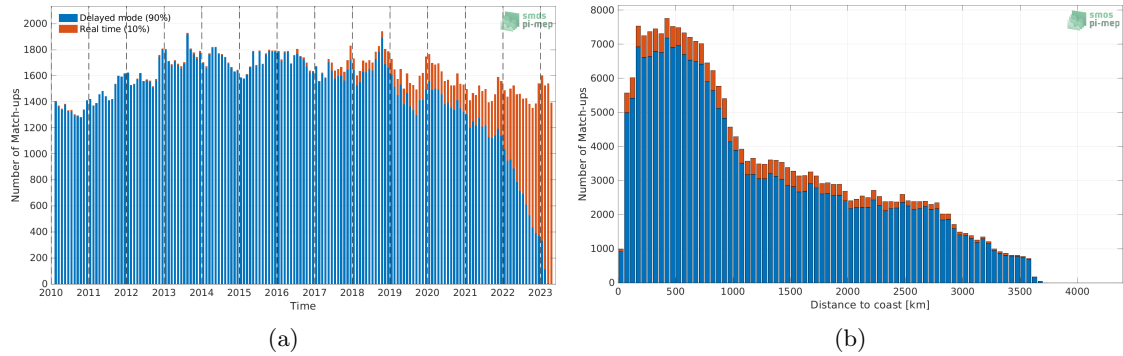 Delayed mode (90%)
Real time (10%)
smos
pi-mep
Number of Match-ups
2000
1800
1600
1400
1200
1000
800
600
400
200
0
2010 2011 2012 2013 2014 2015 2016 2017 2018 2019 2020 2021 2022 2023
Time
(a)
smos
pi-mep
Number of Match-ups
8000
7000
6000
5000
4000
3000
2000
1000
0
0 500 1000 1500 2000 2500 3000 3500 4000
Distance to coast [km]
(b)